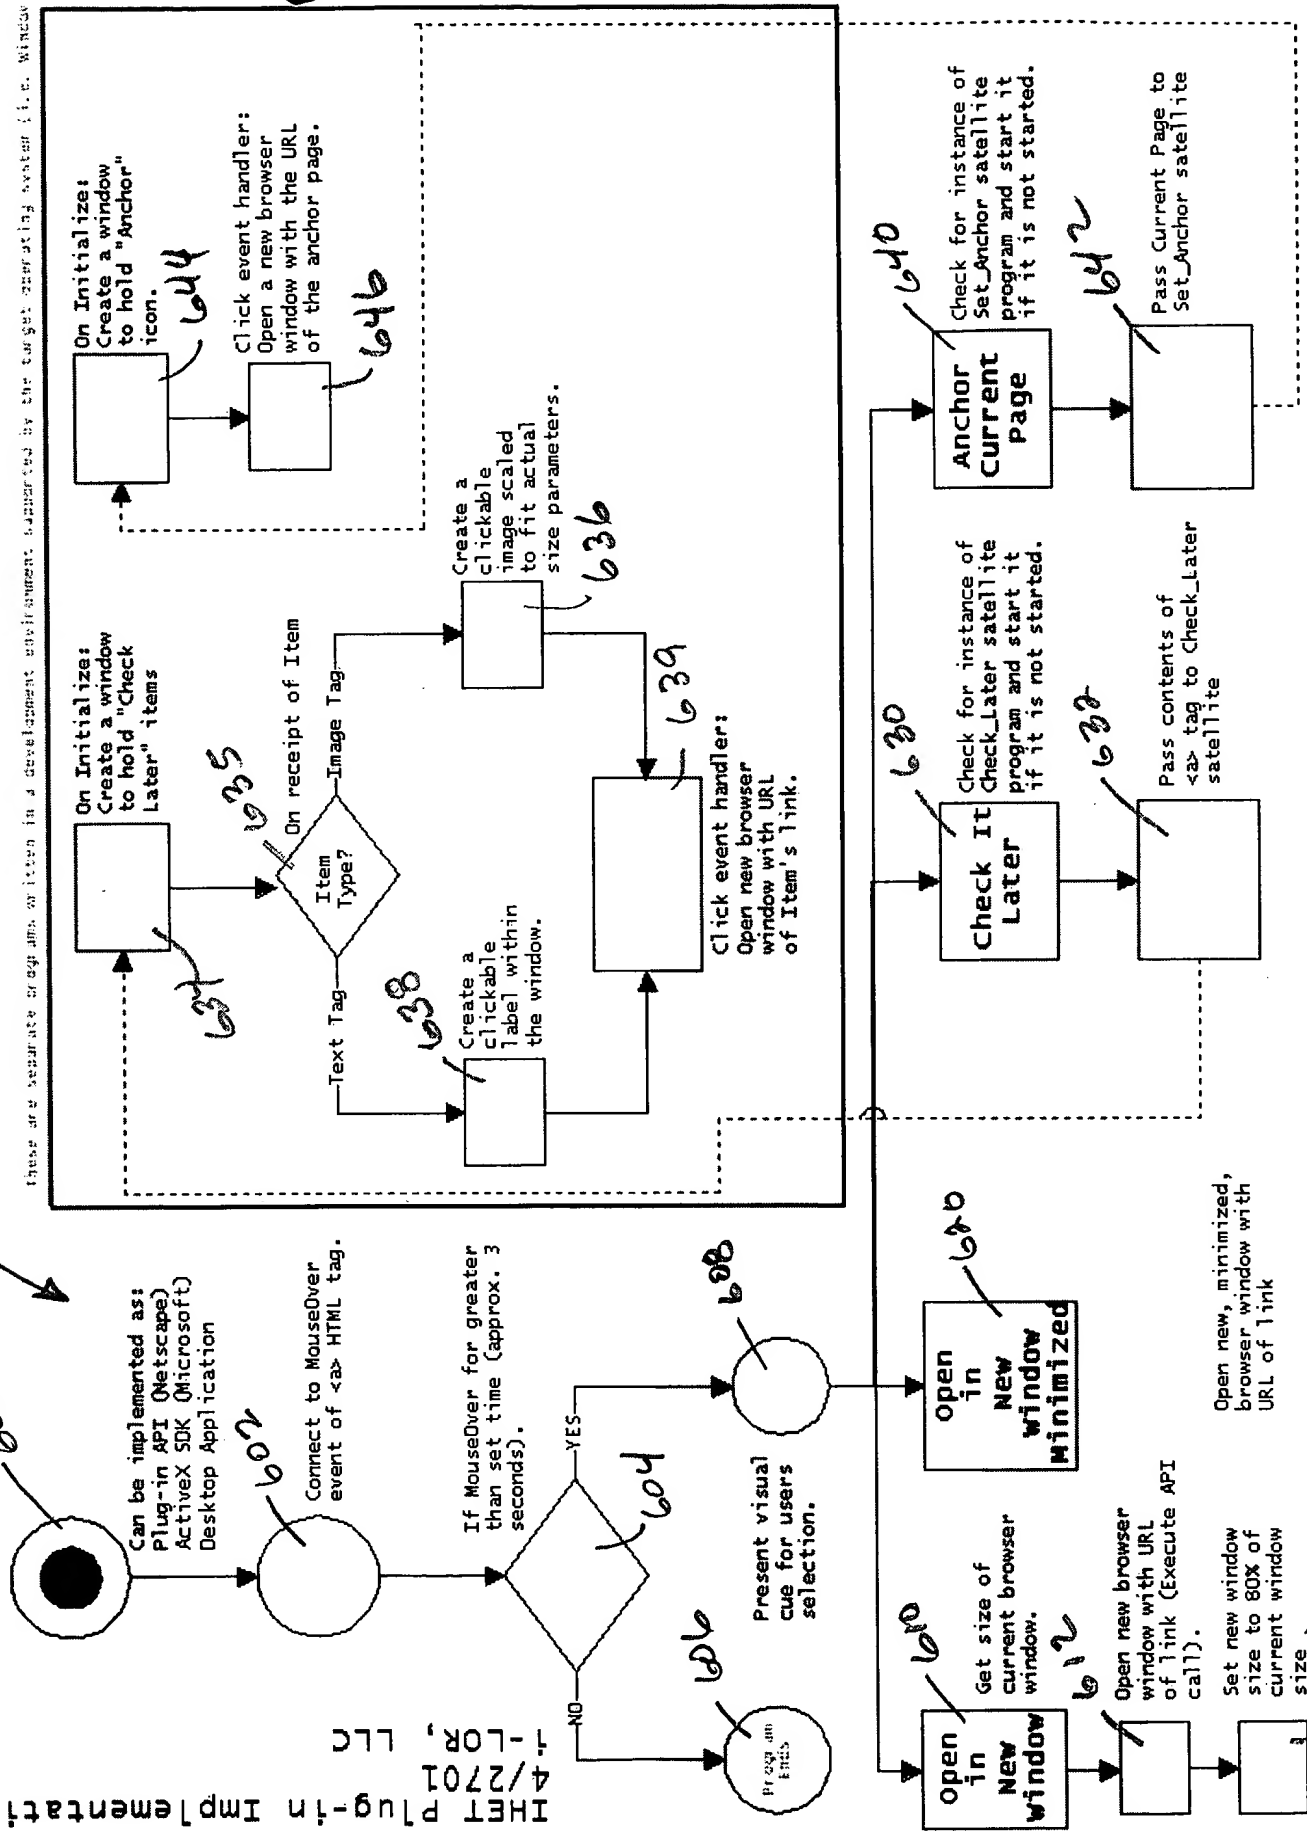 IHET Plug-in Implementati
4/2701
i-LOR, LLC
Can be implemented as:
Plug-in API (Netscape)
ActiveX SDK (Microsoft)
Desktop Application
602
Connect to MouseOver
event of <a> HTML tag.
If MouseOver for greater
than set time (approx. 3
seconds).
604
NO
YES
606
Program
Ends
608
Present visual
cue for users
selection.
these are separate programs written in a development environment supported by the target operating system (i.e. Window
On Initialize:
Create a window
to hold "Check
Later" items
634
635
On receipt of Item
Item
Type?
Text Tag
Image Tag
638
Create a
clickable
label within
the window.
Create a
clickable
image scaled
to fit actual
size parameters.
636
639
Click event handler:
Open new browser
window with URL
of Item's link.
On Initialize:
Create a window
to hold "Anchor"
icon.
644
Click event handler:
Open a new browser
window with the URL
of the anchor page.
646
Open
in
New
Window
610
Get size of
current browser
window.
612
Open new browser
window with URL
of link (Execute API
call).
Set new window
size to 80% of
current window
size
Open
in
New
Window
Minimized
620
Open new, minimized,
browser window with
URL of link
Check It
Later
630
Check for instance of
Check_Later satellite
program and start it
if it is not started.
632
Pass contents of
<a> tag to Check_Later
satellite
Anchor
Current
Page
640
Check for instance of
Set_Anchor satellite
program and start it
if it is not started.
642
Pass Current Page to
Set_Anchor satellite